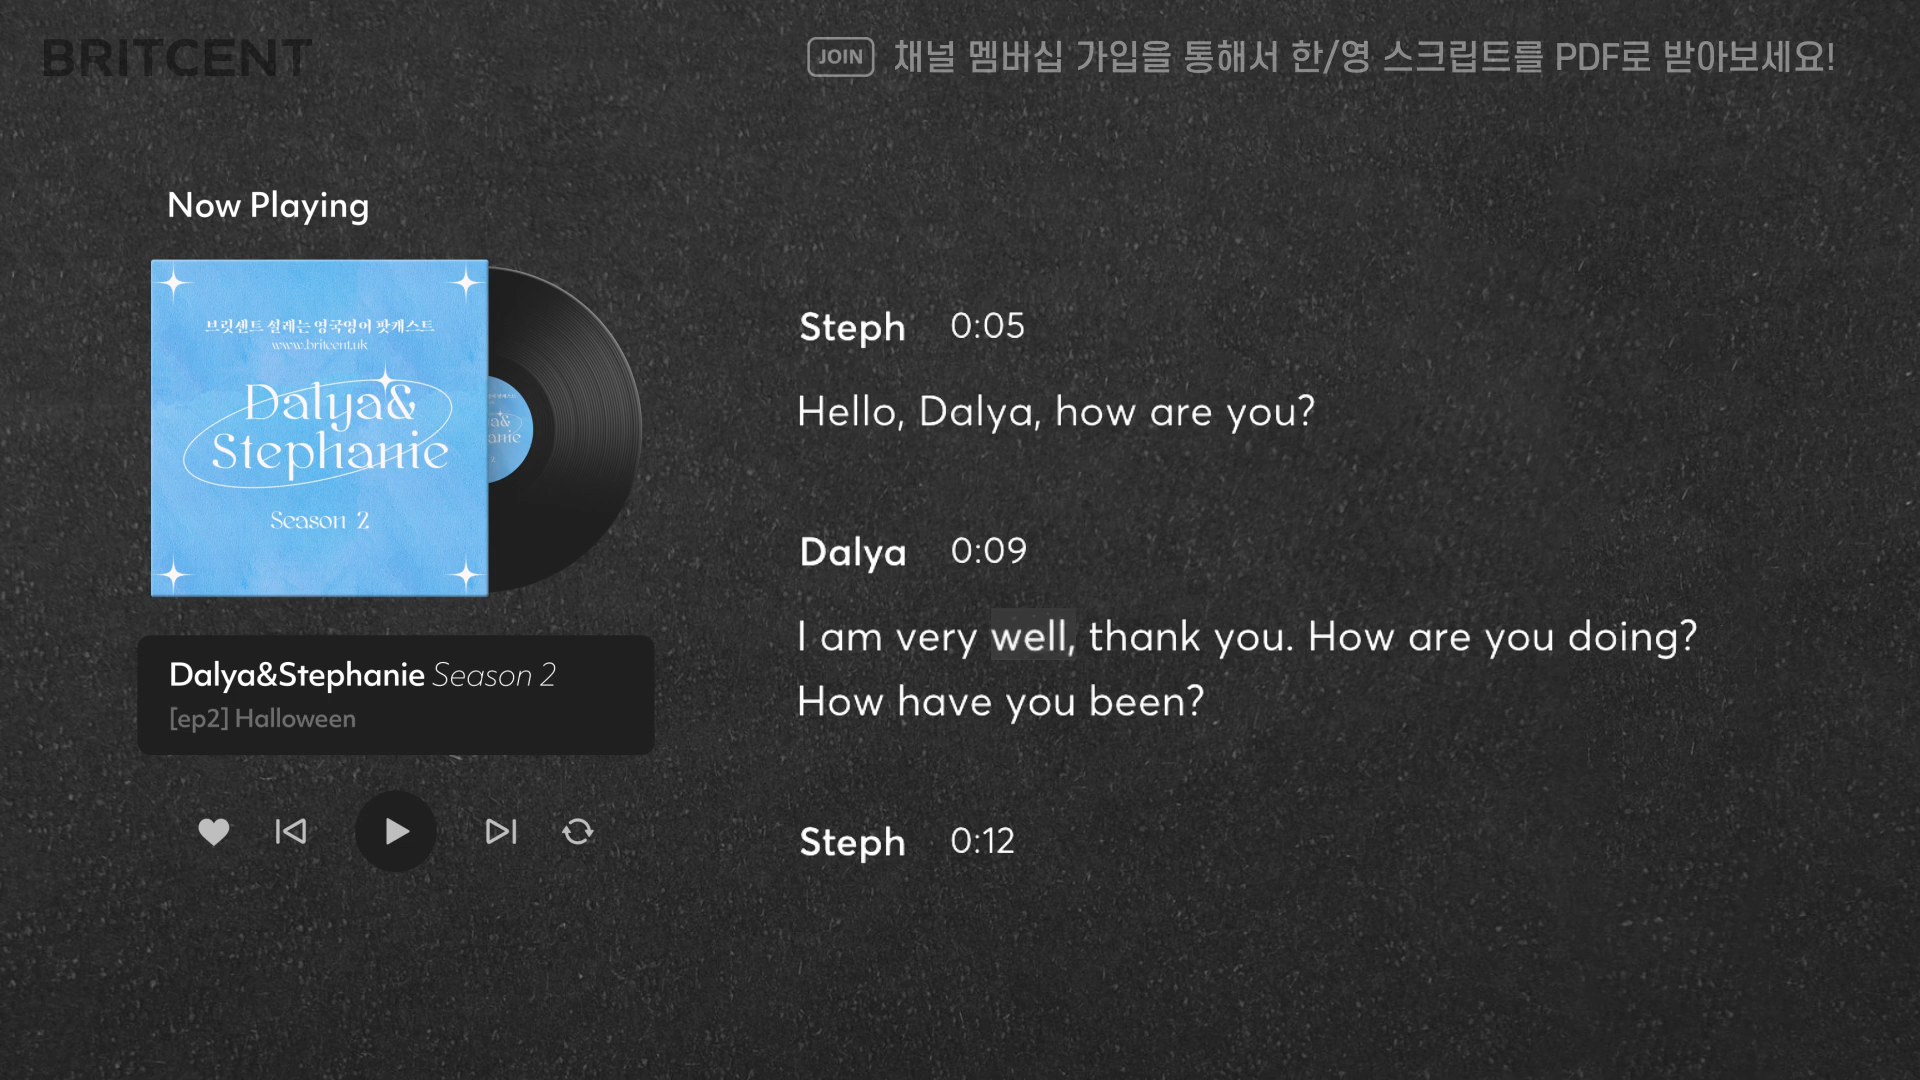 BRITCENT
JOIN 채널 멤버십 가입을 통해서 한/영 스크립트를 PDF로 받아보세요!
Now Playing
브릿센트 설레는 영국영어 팟캐스트
www.britcent.uk
Dalya&
Stephanie
Season 2
Dalya&Stephanie Season 2
[ep2] Halloween
Steph 0:05
Hello, Dalya, how are you?
Dalya 0:09
I am very well, thank you. How are you doing?
How have you been?
Steph 0:12